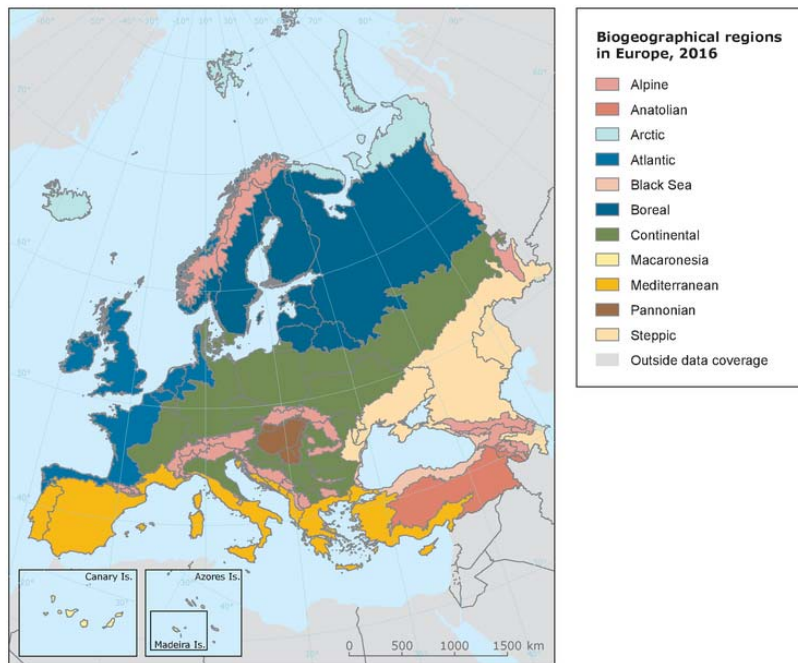 Biogeographical regions
in Europe, 2016
Alpine
Anatolian
Arctic
Atlantic
Black Sea
Boreal
Continental
Macaronesia
Mediterranean
Pannonian
Steppic
Outside data coverage
Canary Is.
Azores Is.
Madeira Is.
0 500 1000 1500 km